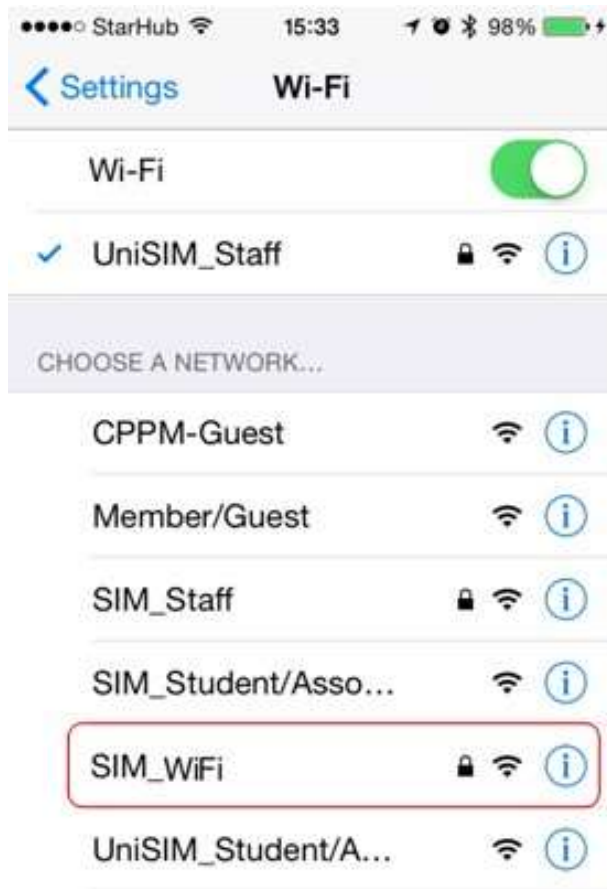 StarHub 15:33 98%
Settings Wi-Fi
Wi-Fi
UniSIM_Staff
CHOOSE A NETWORK...
CPPM-Guest
Member/Guest
SIM_Staff
SIM_Student/Asso...
SIM_WiFi
UniSIM_Student/A...